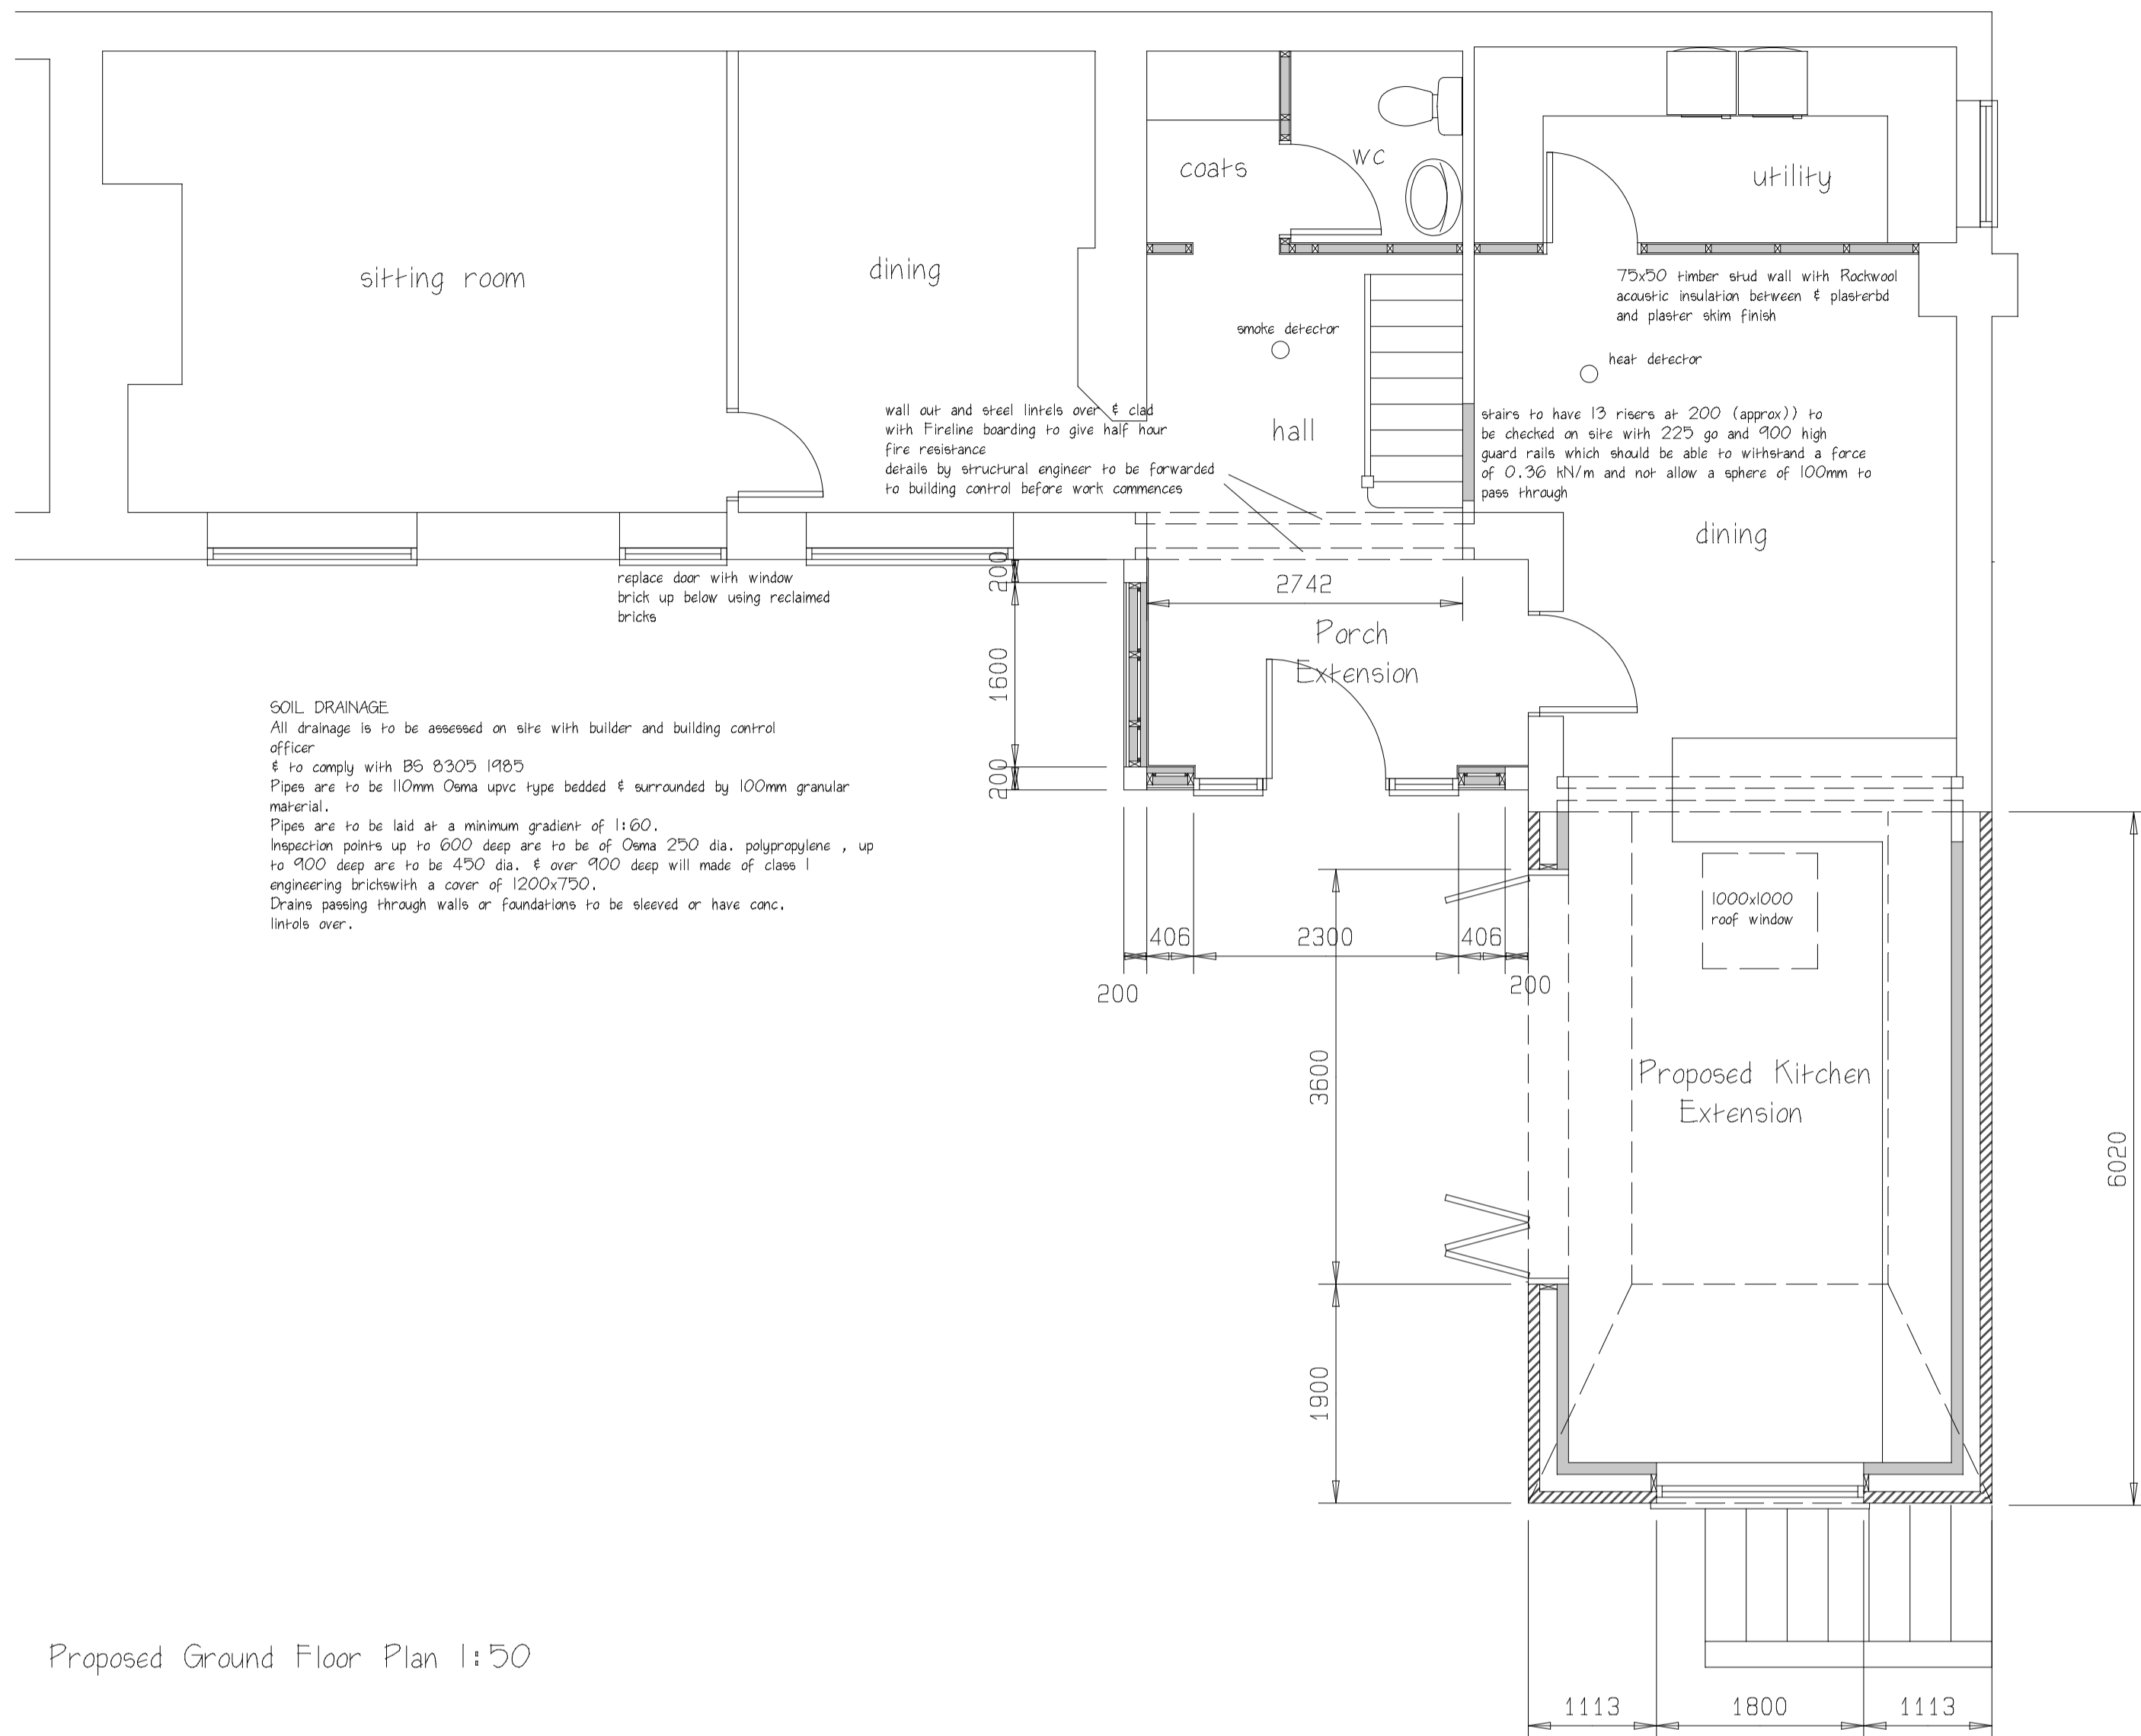 coats
WC
utility
sitting room
dining
75x50 timber stud wall with Rockwool
acoustic insulation between & plasterbd
and plaster skim finish
smoke detector
heat detector
wall out and steel lintels over & clad
with Fireline boarding to give half hour
fire resistance
details by structural engineer to be forwarded
to building control before work commences
hall
stairs to have 13 risers at 200 (approx)) to
be checked on site with 225 go and 900 high
guard rails which should be able to withstand a force
of 0.36 kN/m and not allow a sphere of 100mm to
pass through
dining
replace door with window
brick up below using reclaimed
bricks
200
1600
200
2742
Porch
Extension
SOIL DRAINAGE
All drainage is to be assessed on site with builder and building control
officer
& to comply with BS 8305 1985
Pipes are to be 110mm Osma upvc type bedded & surrounded by 100mm granular
material.
Pipes are to be laid at a minimum gradient of 1:60.
Inspection points up to 600 deep are to be of Osma 250 dia. polypropylene , up
to 900 deep are to be 450 dia. & over 900 deep will made of class 1
engineering brickswith a cover of 1200x750.
Drains passing through walls or foundations to be sleeved or have conc.
lintols over.
1000x1000
roof window
406
2300
406
200
200
3600
Proposed Kitchen
Extension
6020
1900
Proposed Ground Floor Plan 1:50
1113
1800
1113